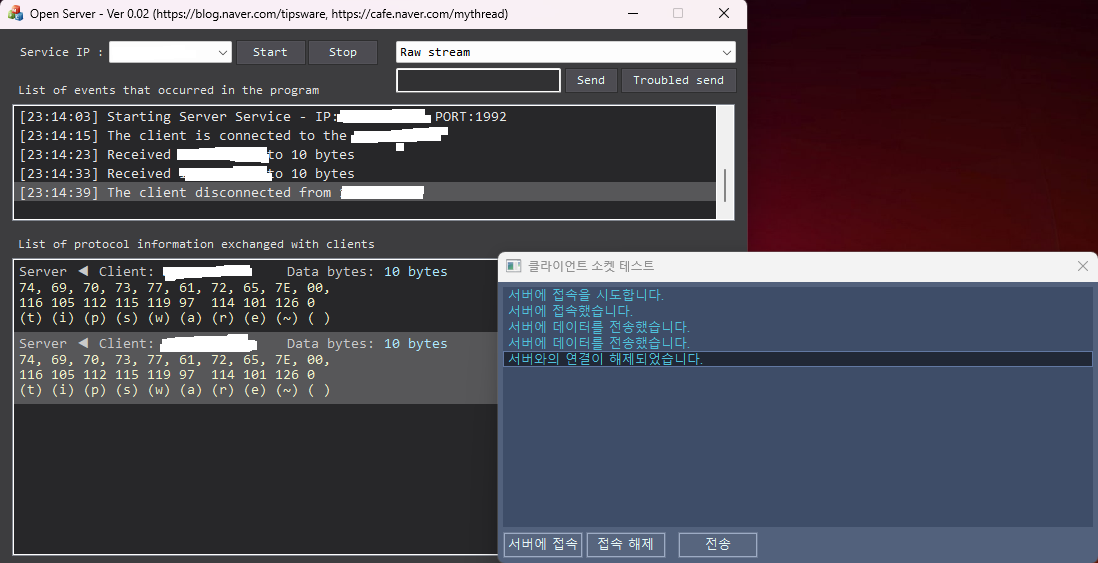 Open Server - Ver 0.02 (https://blog.naver.com/tipsware, https://cafe.naver.com/mythread)
Service IP :
Start
Stop
Raw stream
Send
Troubled send
List of events that occurred in the program
[23:14:03] Starting Server Service - IP: PORT:1992
[23:14:15] The client is connected to the
[23:14:23] Received to 10 bytes
[23:14:33] Received to 10 bytes
[23:14:39] The client disconnected from
List of protocol information exchanged with clients
Server ◀ Client: Data bytes: 10 bytes
74, 69, 70, 73, 77, 61, 72, 65, 7E, 00,
116 105 112 115 119 97 114 101 126 0
(t) (i) (p) (s) (w) (a) (r) (e) (~) ( )
Server ◀ Client: Data bytes: 10 bytes
74, 69, 70, 73, 77, 61, 72, 65, 7E, 00,
116 105 112 115 119 97 114 101 126 0
(t) (i) (p) (s) (w) (a) (r) (e) (~) ( )
클라이언트 소켓 테스트
서버에 접속을 시도합니다.
서버에 접속했습니다.
서버에 데이터를 전송했습니다.
서버에 데이터를 전송했습니다.
서버와의 연결이 해제되었습니다.
서버에 접속
접속 해제
전송